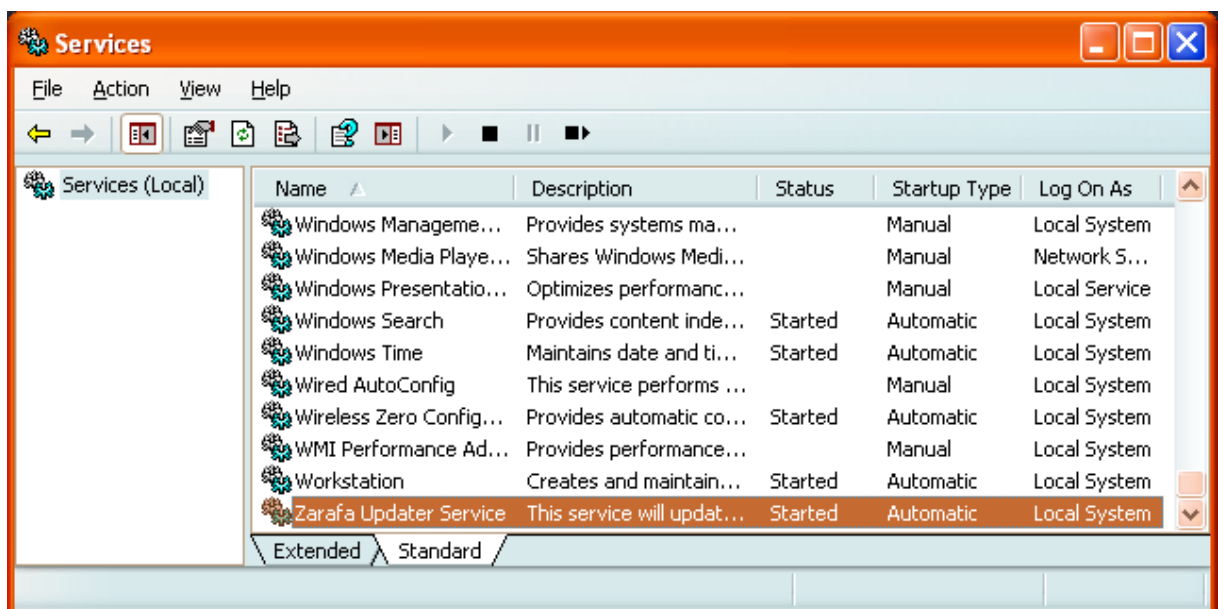 Services
File Action View Help
Services (Local)
Name Description Status Startup Type Log On As
Windows Manageme... Provides systems ma... Manual Local System
Windows Media Playe... Shares Windows Medi... Manual Network S...
Windows Presentatio... Optimizes performanc... Manual Local Service
Windows Search Provides content inde... Started Automatic Local System
Windows Time Maintains date and ti... Started Automatic Local System
Wired AutoConfig This service performs ... Manual Local System
Wireless Zero Config... Provides automatic co... Started Automatic Local System
WMI Performance Ad... Provides performance... Manual Local System
Workstation Creates and maintain... Started Automatic Local System
Zarafa Updater Service This service will updat... Started Automatic Local System
Extended Standard